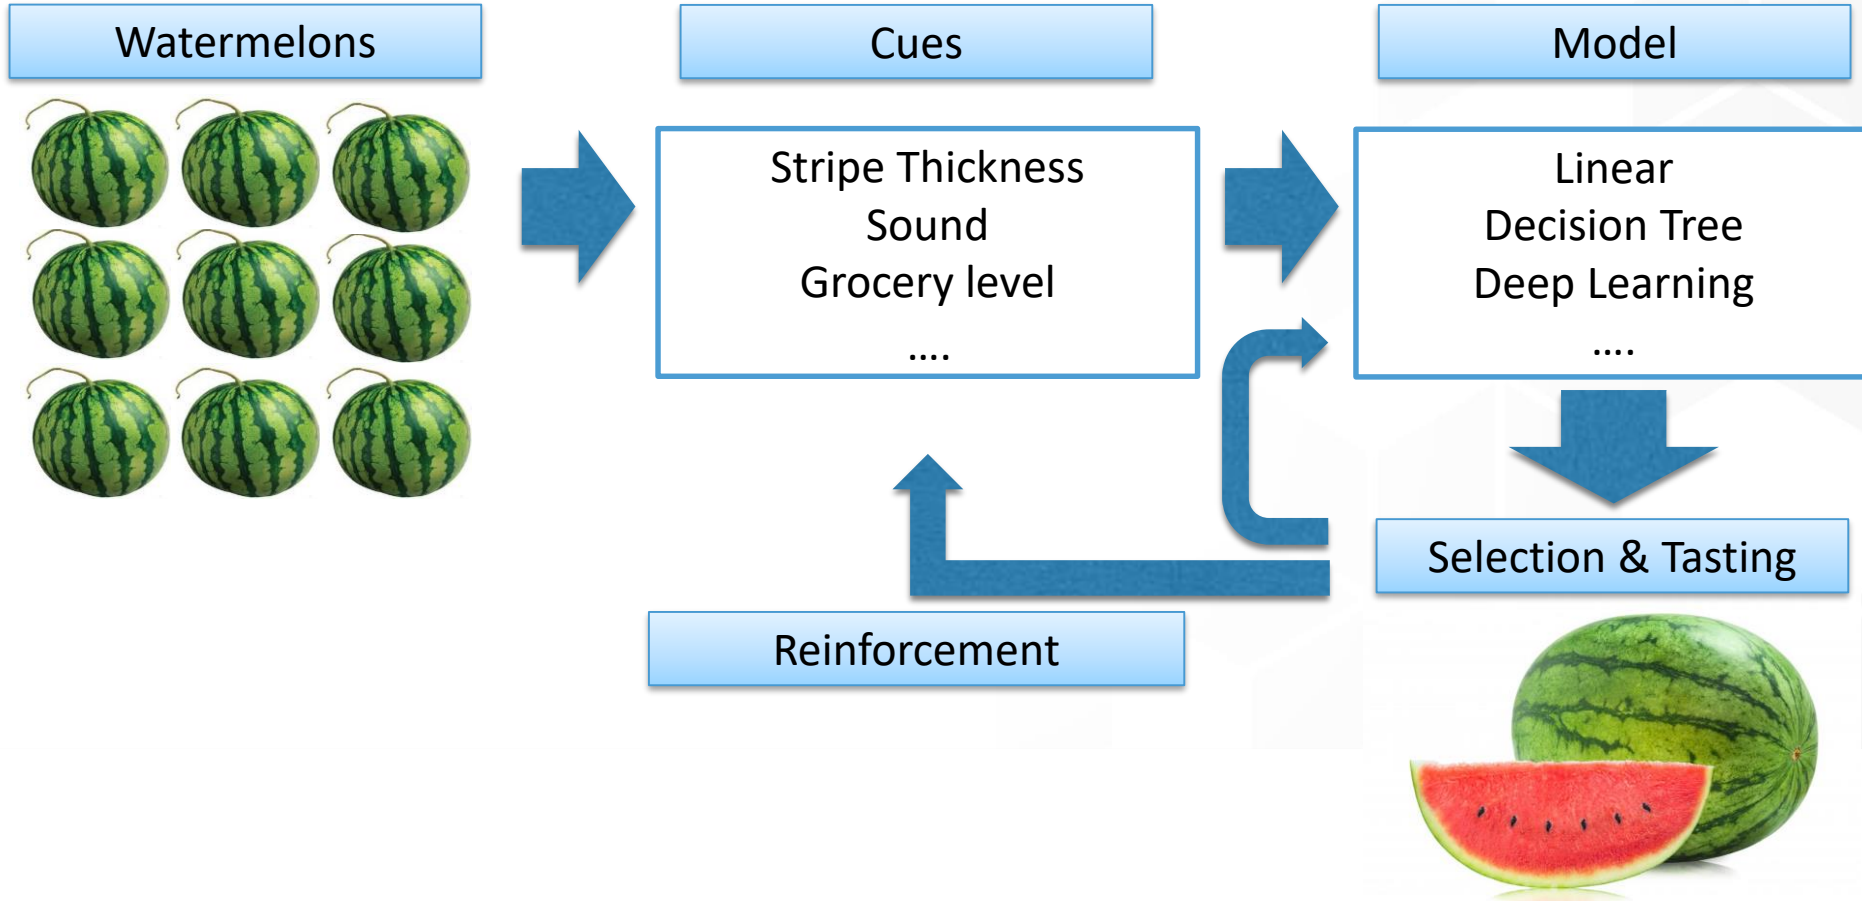 Watermelons
Cues
Model
Stripe Thickness
Sound
Grocery level
....
Linear
Decision Tree
Deep Learning
....
Selection & Tasting
Reinforcement